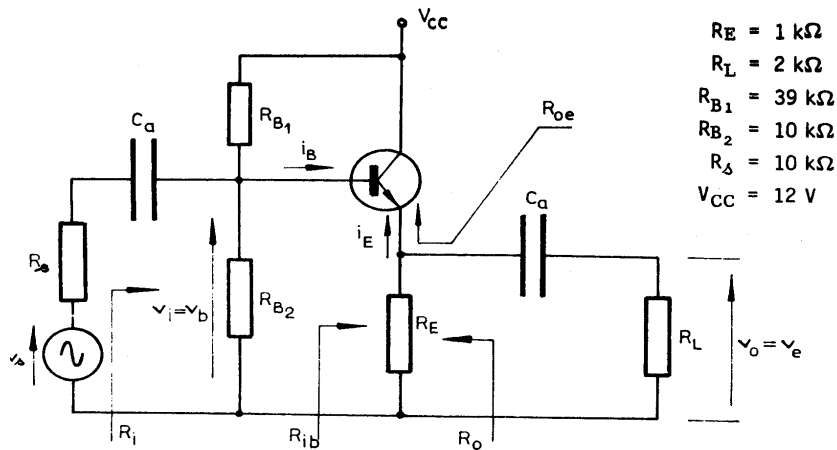 V_CC
R_E = 1 kΩ
R_L = 2 kΩ
R_B1 = 39 kΩ
R_B2 = 10 kΩ
R_s = 10 kΩ
V_CC = 12 V
R_B1
C_a
i_B
R_oe
C_a
i_E
R_s
v_i=v_b
R_B2
R_E
R_L
v_o=v_e
v_s
R_i
R_ib
R_o